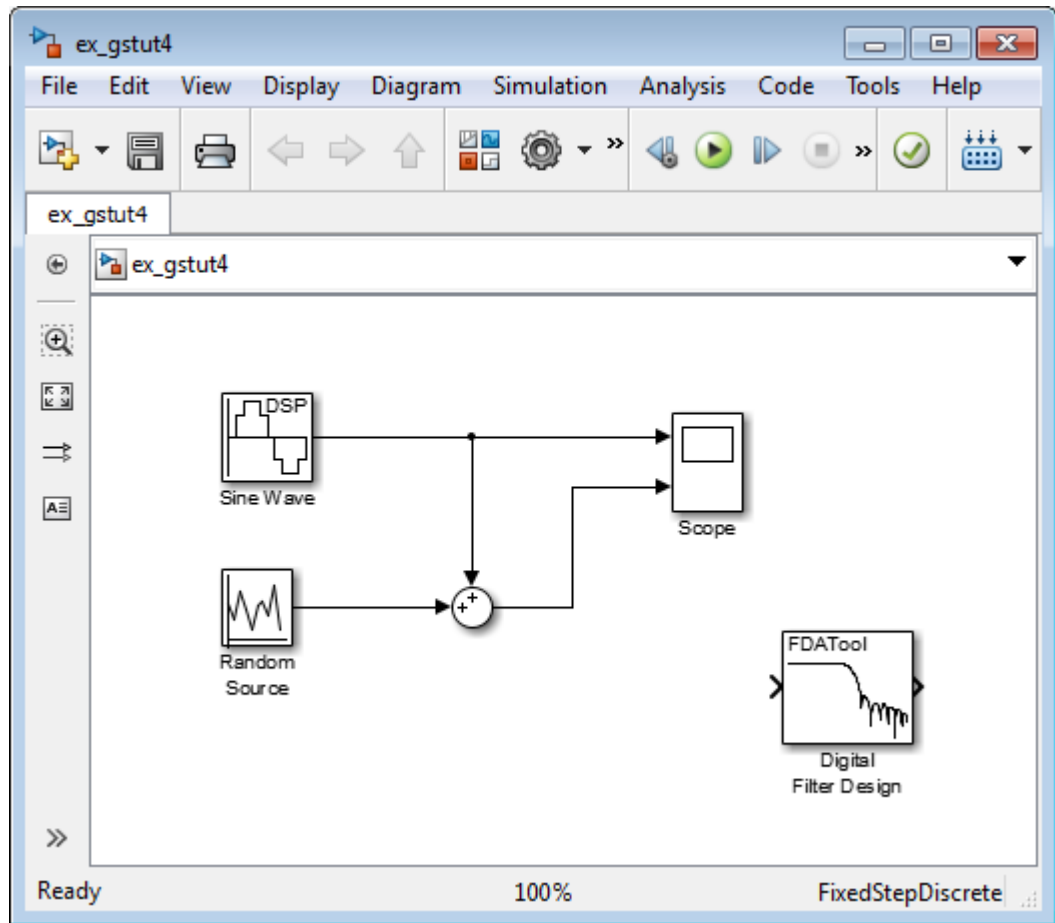 ex_gstut4
File Edit View Display Diagram Simulation Analysis Code Tools Help
ex_gstut4
ex_gstut4
DSP
Sine Wave
Scope
Random
Source
FDATool
Digital
Filter Design
Ready 100% FixedStepDiscrete